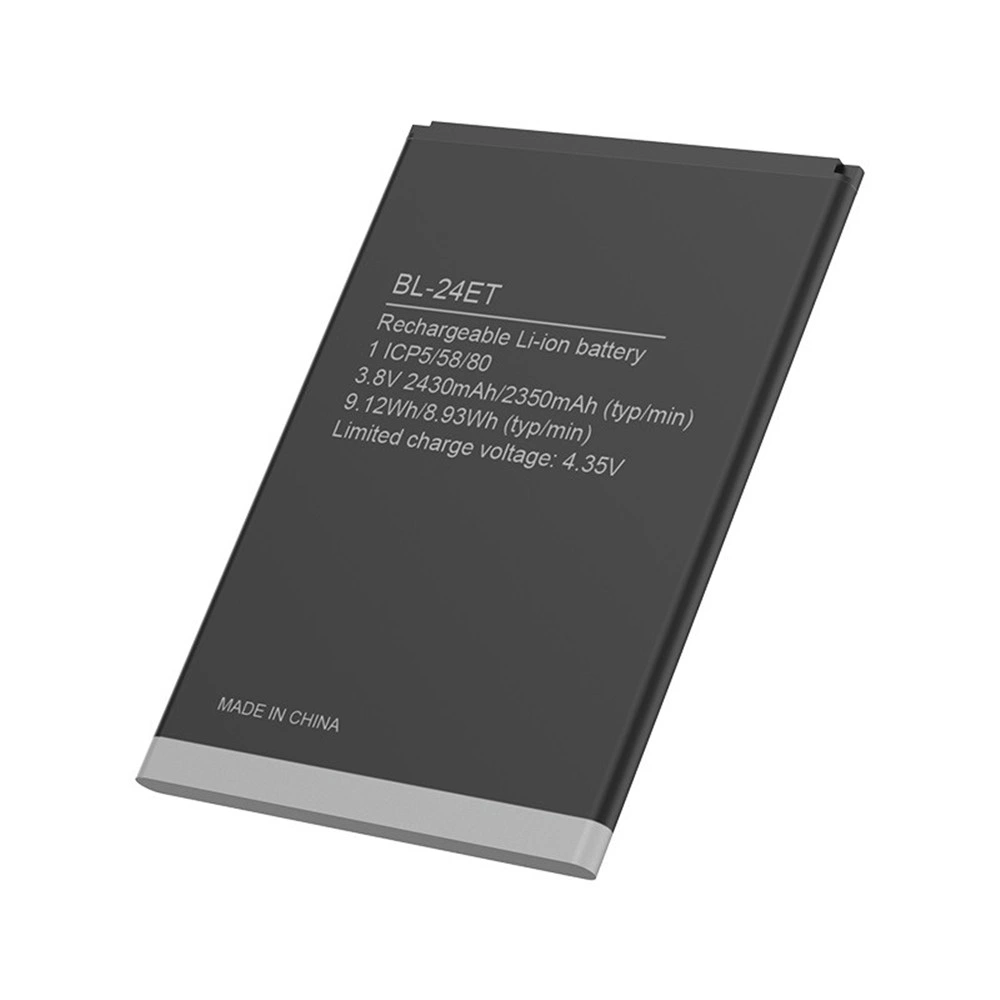 BL-24ET
Rechargeable Li-ion battery
1 ICP5/58/80
3.8V 2430mAh/2350mAh (typ/min)
9.12Wh/8.93Wh (typ/min)
Limited charge voltage: 4.35V
MADE IN CHINA